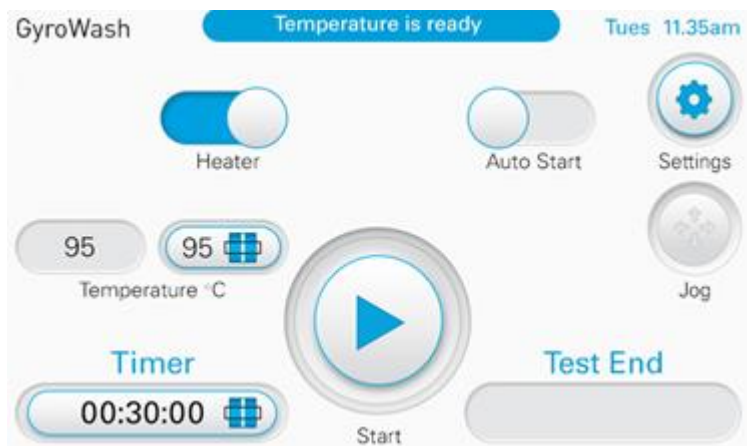 GyroWash
Temperature is ready
Tues 11.35am
Heater
Auto Start
Settings
95
95
Temperature °C
Jog
Timer
Test End
00:30:00
Start